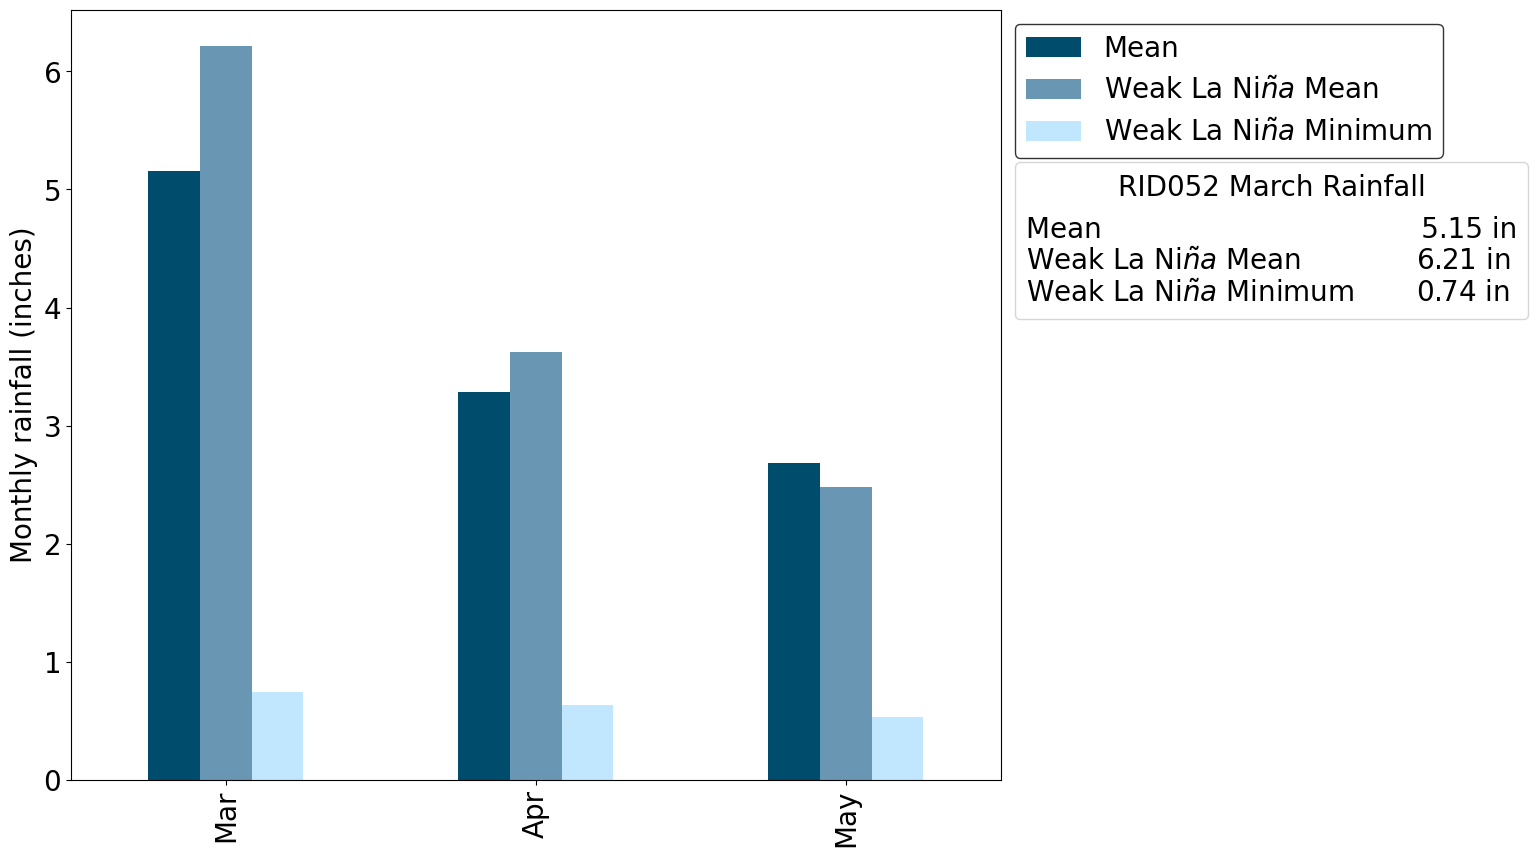 Monthly rainfall (inches)
6
5
4
3
2
1
0
Mar
Apr
May
Mean
Weak La Niña Mean
Weak La Niña Minimum
RID052 March Rainfall
Mean 5.15 in
Weak La Niña Mean 6.21 in
Weak La Niña Minimum 0.74 in